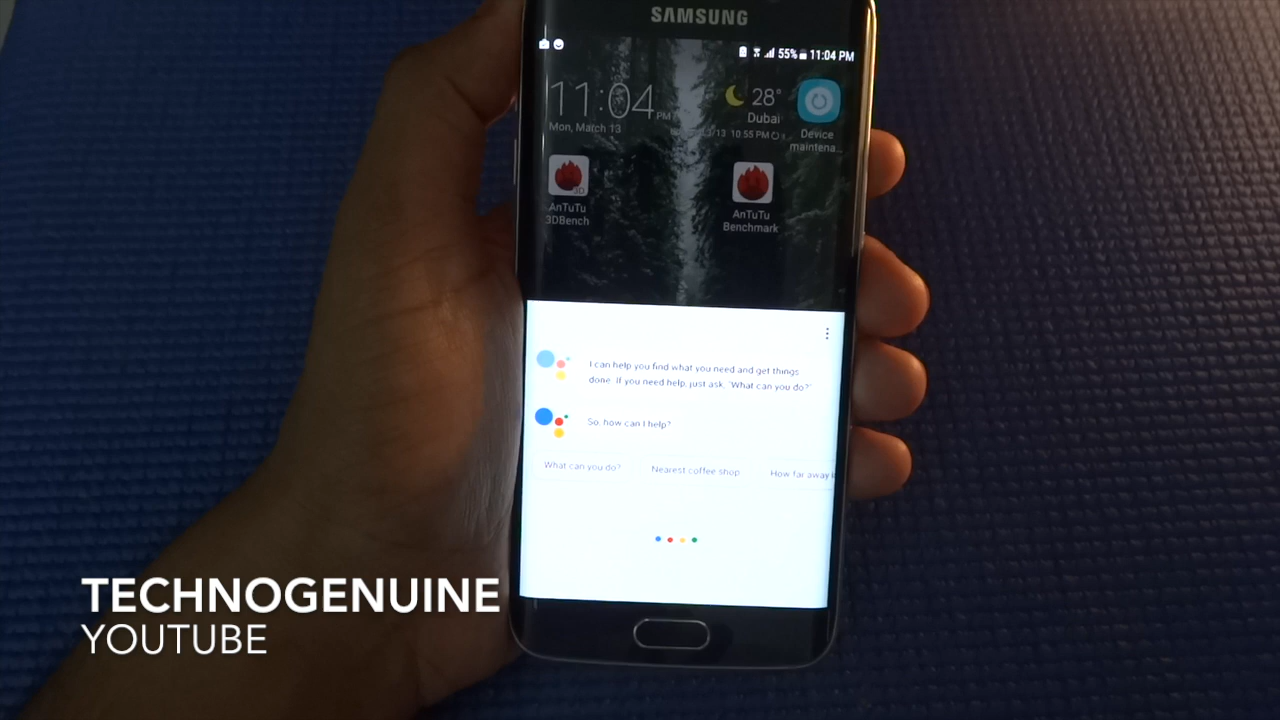 SAMSUNG
55% 11:04 PM
11:04 PM
28°
Dubai
Mon, March 13
10:55 PM
Device
maintena...
AnTuTu
3DBench
AnTuTu
Benchmark
3D
I can help you find what you need and get things
done. If you need help, just ask, "What can you do?"
So, how can I help?
What can you do?
Nearest coffee shop
How far away
TECHNOGENUINE
YOUTUBE